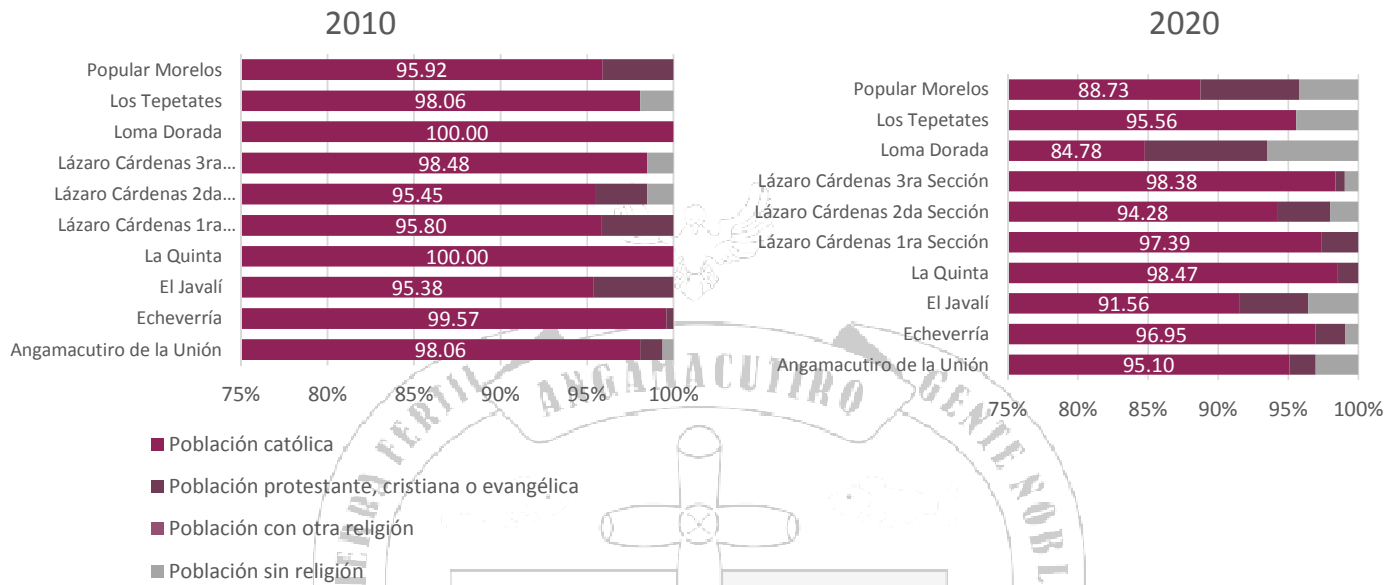 2010
Popular Morelos 95.92
Los Tepetates 98.06
Loma Dorada 100.00
Lázaro Cárdenas 3ra... 98.48
Lázaro Cárdenas 2da... 95.45
Lázaro Cárdenas 1ra... 95.80
La Quinta 100.00
El Javalí 95.38
Echeverría 99.57
Angamacutiro de la Unión 98.06
75% 80% 85% 90% 95% 100%
2020
Popular Morelos 88.73
Los Tepetates 95.56
Loma Dorada 84.78
Lázaro Cárdenas 3ra Sección 98.38
Lázaro Cárdenas 2da Sección 94.28
Lázaro Cárdenas 1ra Sección 97.39
La Quinta 98.47
El Javalí 91.56
Echeverría 96.95
Angamacutiro de la Unión 95.10
75% 80% 85% 90% 95% 100%
Población católica
Población protestante, cristiana o evangélica
Población con otra religión
Población sin religión
ANGAMACUTIRO
FERTIL
GENTE NOBL